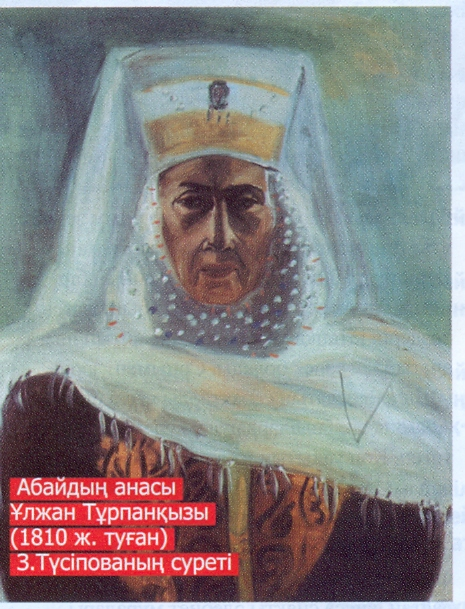 Абайдың анасы
Ұлжан Тұрпанқызы
(1810 ж. туған)
З.Түсіпованың суреті